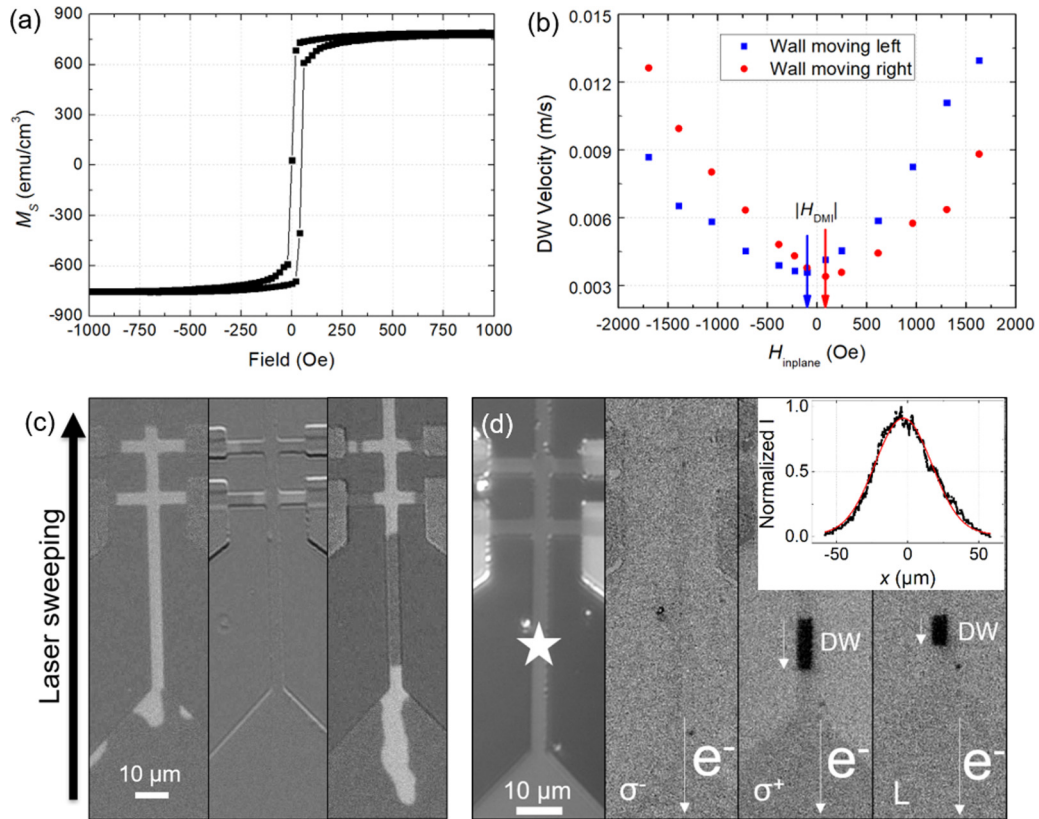 (a)
900
600
300
0
-300
-600
-900
M_S (emu/cm³)
-1000 -750 -500 -250 0 250 500 750 1000
Field (Oe)
(b)
0.015
0.012
0.009
0.006
0.003
DW Velocity (m/s)
Wall moving left
Wall moving right
|H_DMI|
-2000 -1500 -1000 -500 0 500 1000 1500 2000
H_inplane (Oe)
(c)
Laser sweeping
10 µm
(d)
10 µm
σ⁻
e⁻
DW
σ⁺
e⁻
DW
L
e⁻
Normalized I
1.0
0.5
0.0
-50 0 50
x (µm)